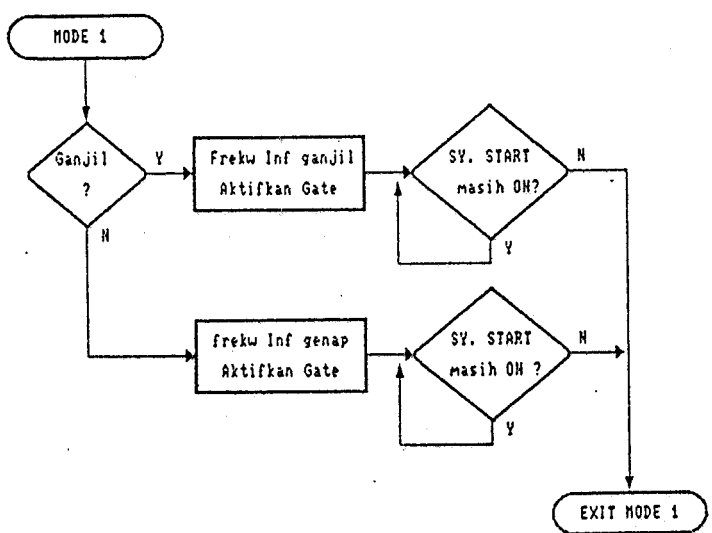 MODE 1
Ganjil
?
Y
N
Frekw Inf ganjil
Aktifkan Gate
SY. START
masih ON?
N
Y
frekw Inf genap
Aktifkan Gate
SY. START
masih ON ?
N
Y
EXIT MODE 1